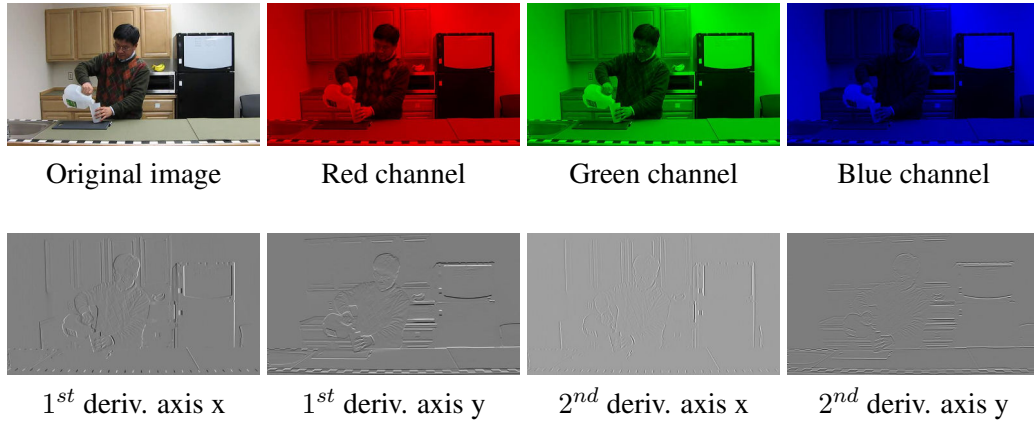 Original image
Red channel
Green channel
Blue channel
1st deriv. axis x
1st deriv. axis y
2nd deriv. axis x
2nd deriv. axis y